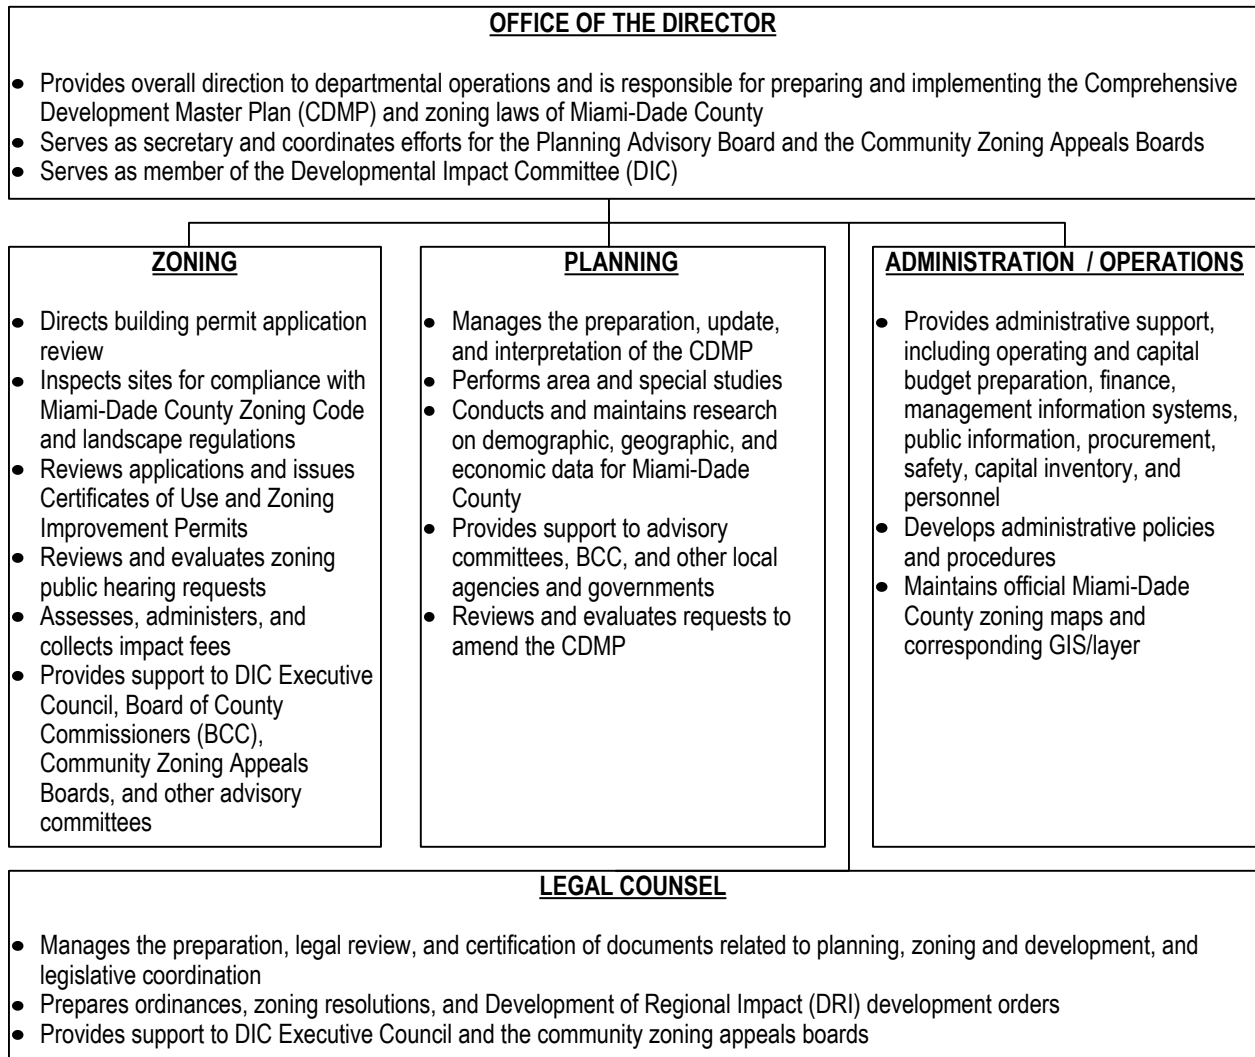 OFFICE OF THE DIRECTOR
• Provides overall direction to departmental operations and is responsible for preparing and implementing the Comprehensive
Development Master Plan (CDMP) and zoning laws of Miami-Dade County
• Serves as secretary and coordinates efforts for the Planning Advisory Board and the Community Zoning Appeals Boards
• Serves as member of the Developmental Impact Committee (DIC)
ZONING
• Directs building permit application
review
• Inspects sites for compliance with
Miami-Dade County Zoning Code
and landscape regulations
• Reviews applications and issues
Certificates of Use and Zoning
Improvement Permits
• Reviews and evaluates zoning
public hearing requests
• Assesses, administers, and
collects impact fees
• Provides support to DIC Executive
Council, Board of County
Commissioners (BCC),
Community Zoning Appeals
Boards, and other advisory
committees
PLANNING
• Manages the preparation, update,
and interpretation of the CDMP
• Performs area and special studies
• Conducts and maintains research
on demographic, geographic, and
economic data for Miami-Dade
County
• Provides support to advisory
committees, BCC, and other local
agencies and governments
• Reviews and evaluates requests to
amend the CDMP
ADMINISTRATION / OPERATIONS
• Provides administrative support,
including operating and capital
budget preparation, finance,
management information systems,
public information, procurement,
safety, capital inventory, and
personnel
• Develops administrative policies
and procedures
• Maintains official Miami-Dade
County zoning maps and
corresponding GIS/layer
LEGAL COUNSEL
• Manages the preparation, legal review, and certification of documents related to planning, zoning and development, and
legislative coordination
• Prepares ordinances, zoning resolutions, and Development of Regional Impact (DRI) development orders
• Provides support to DIC Executive Council and the community zoning appeals boards